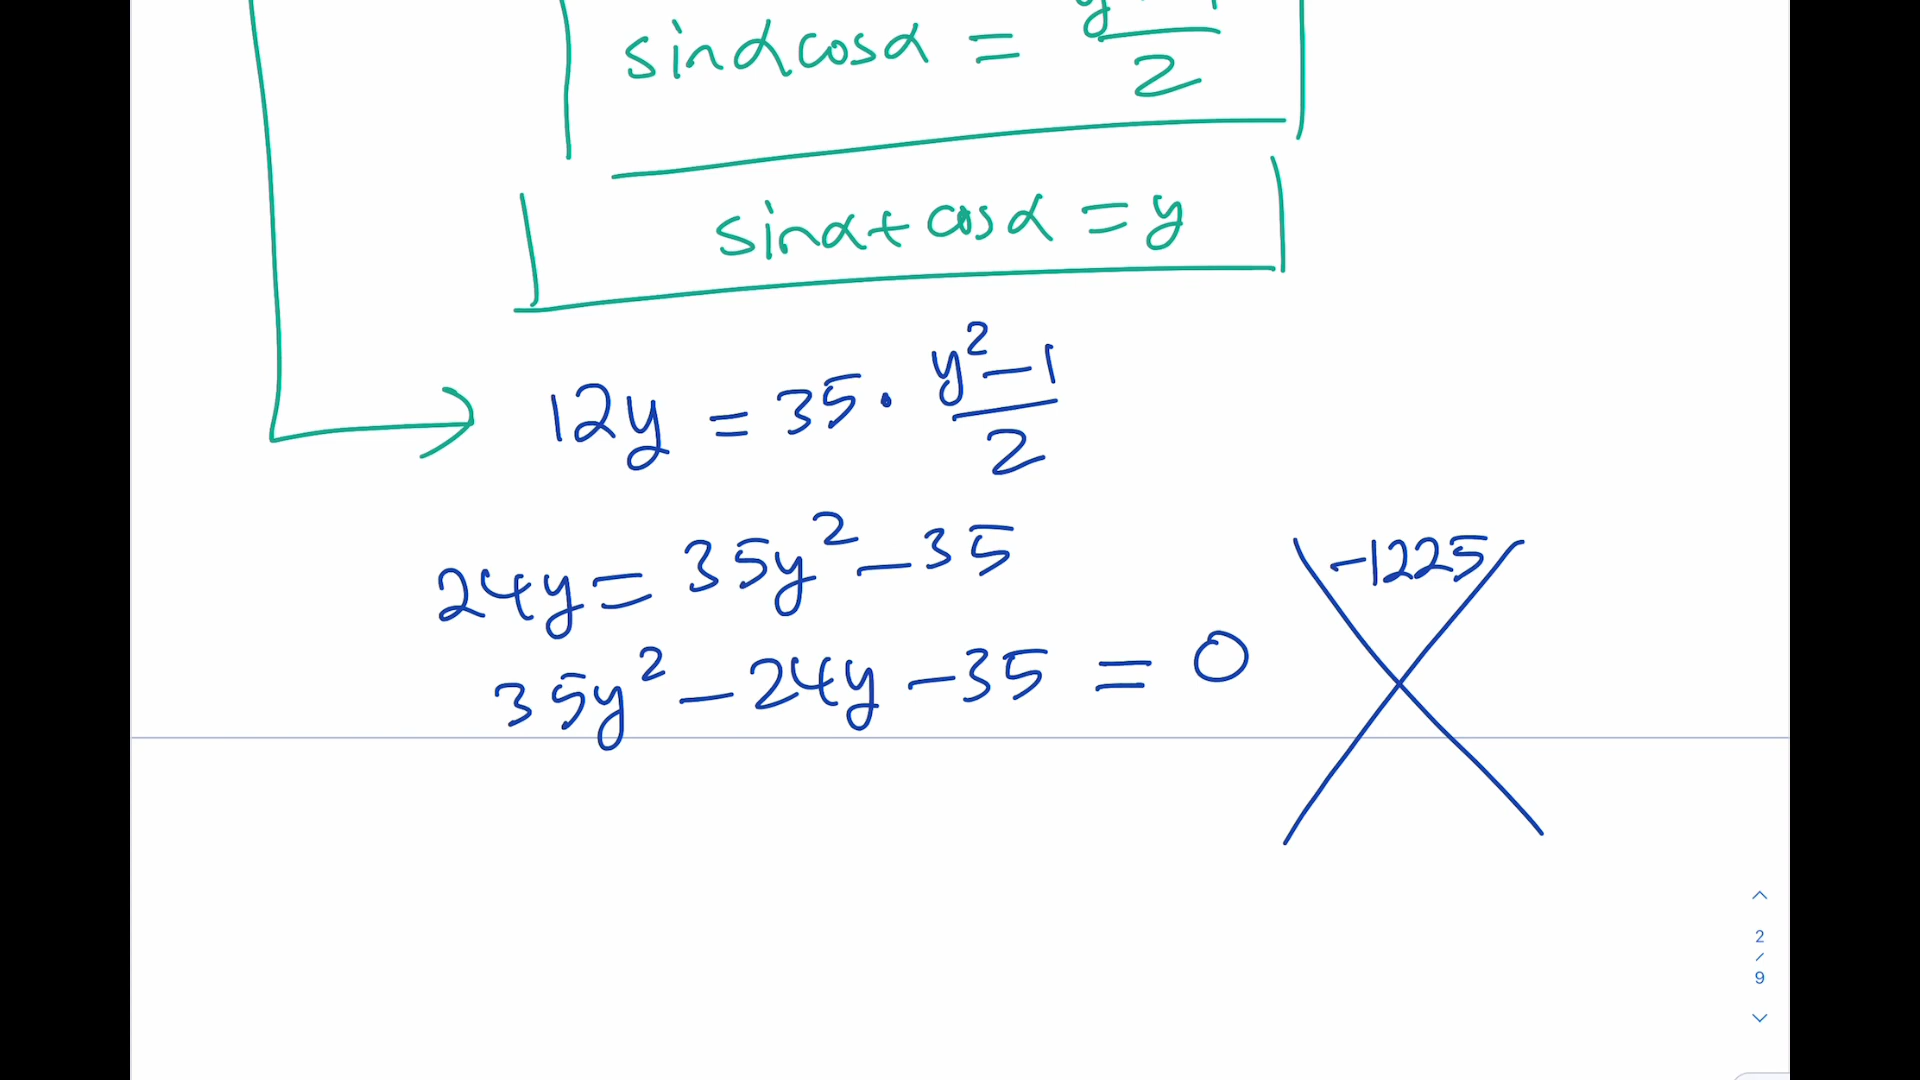 sinαcosα = y²-1/2
sinα+cosα = y
12y = 35 · y²-1/2
24y = 35y²-35
-1225
35y²-24y-35 = 0
2
/
9